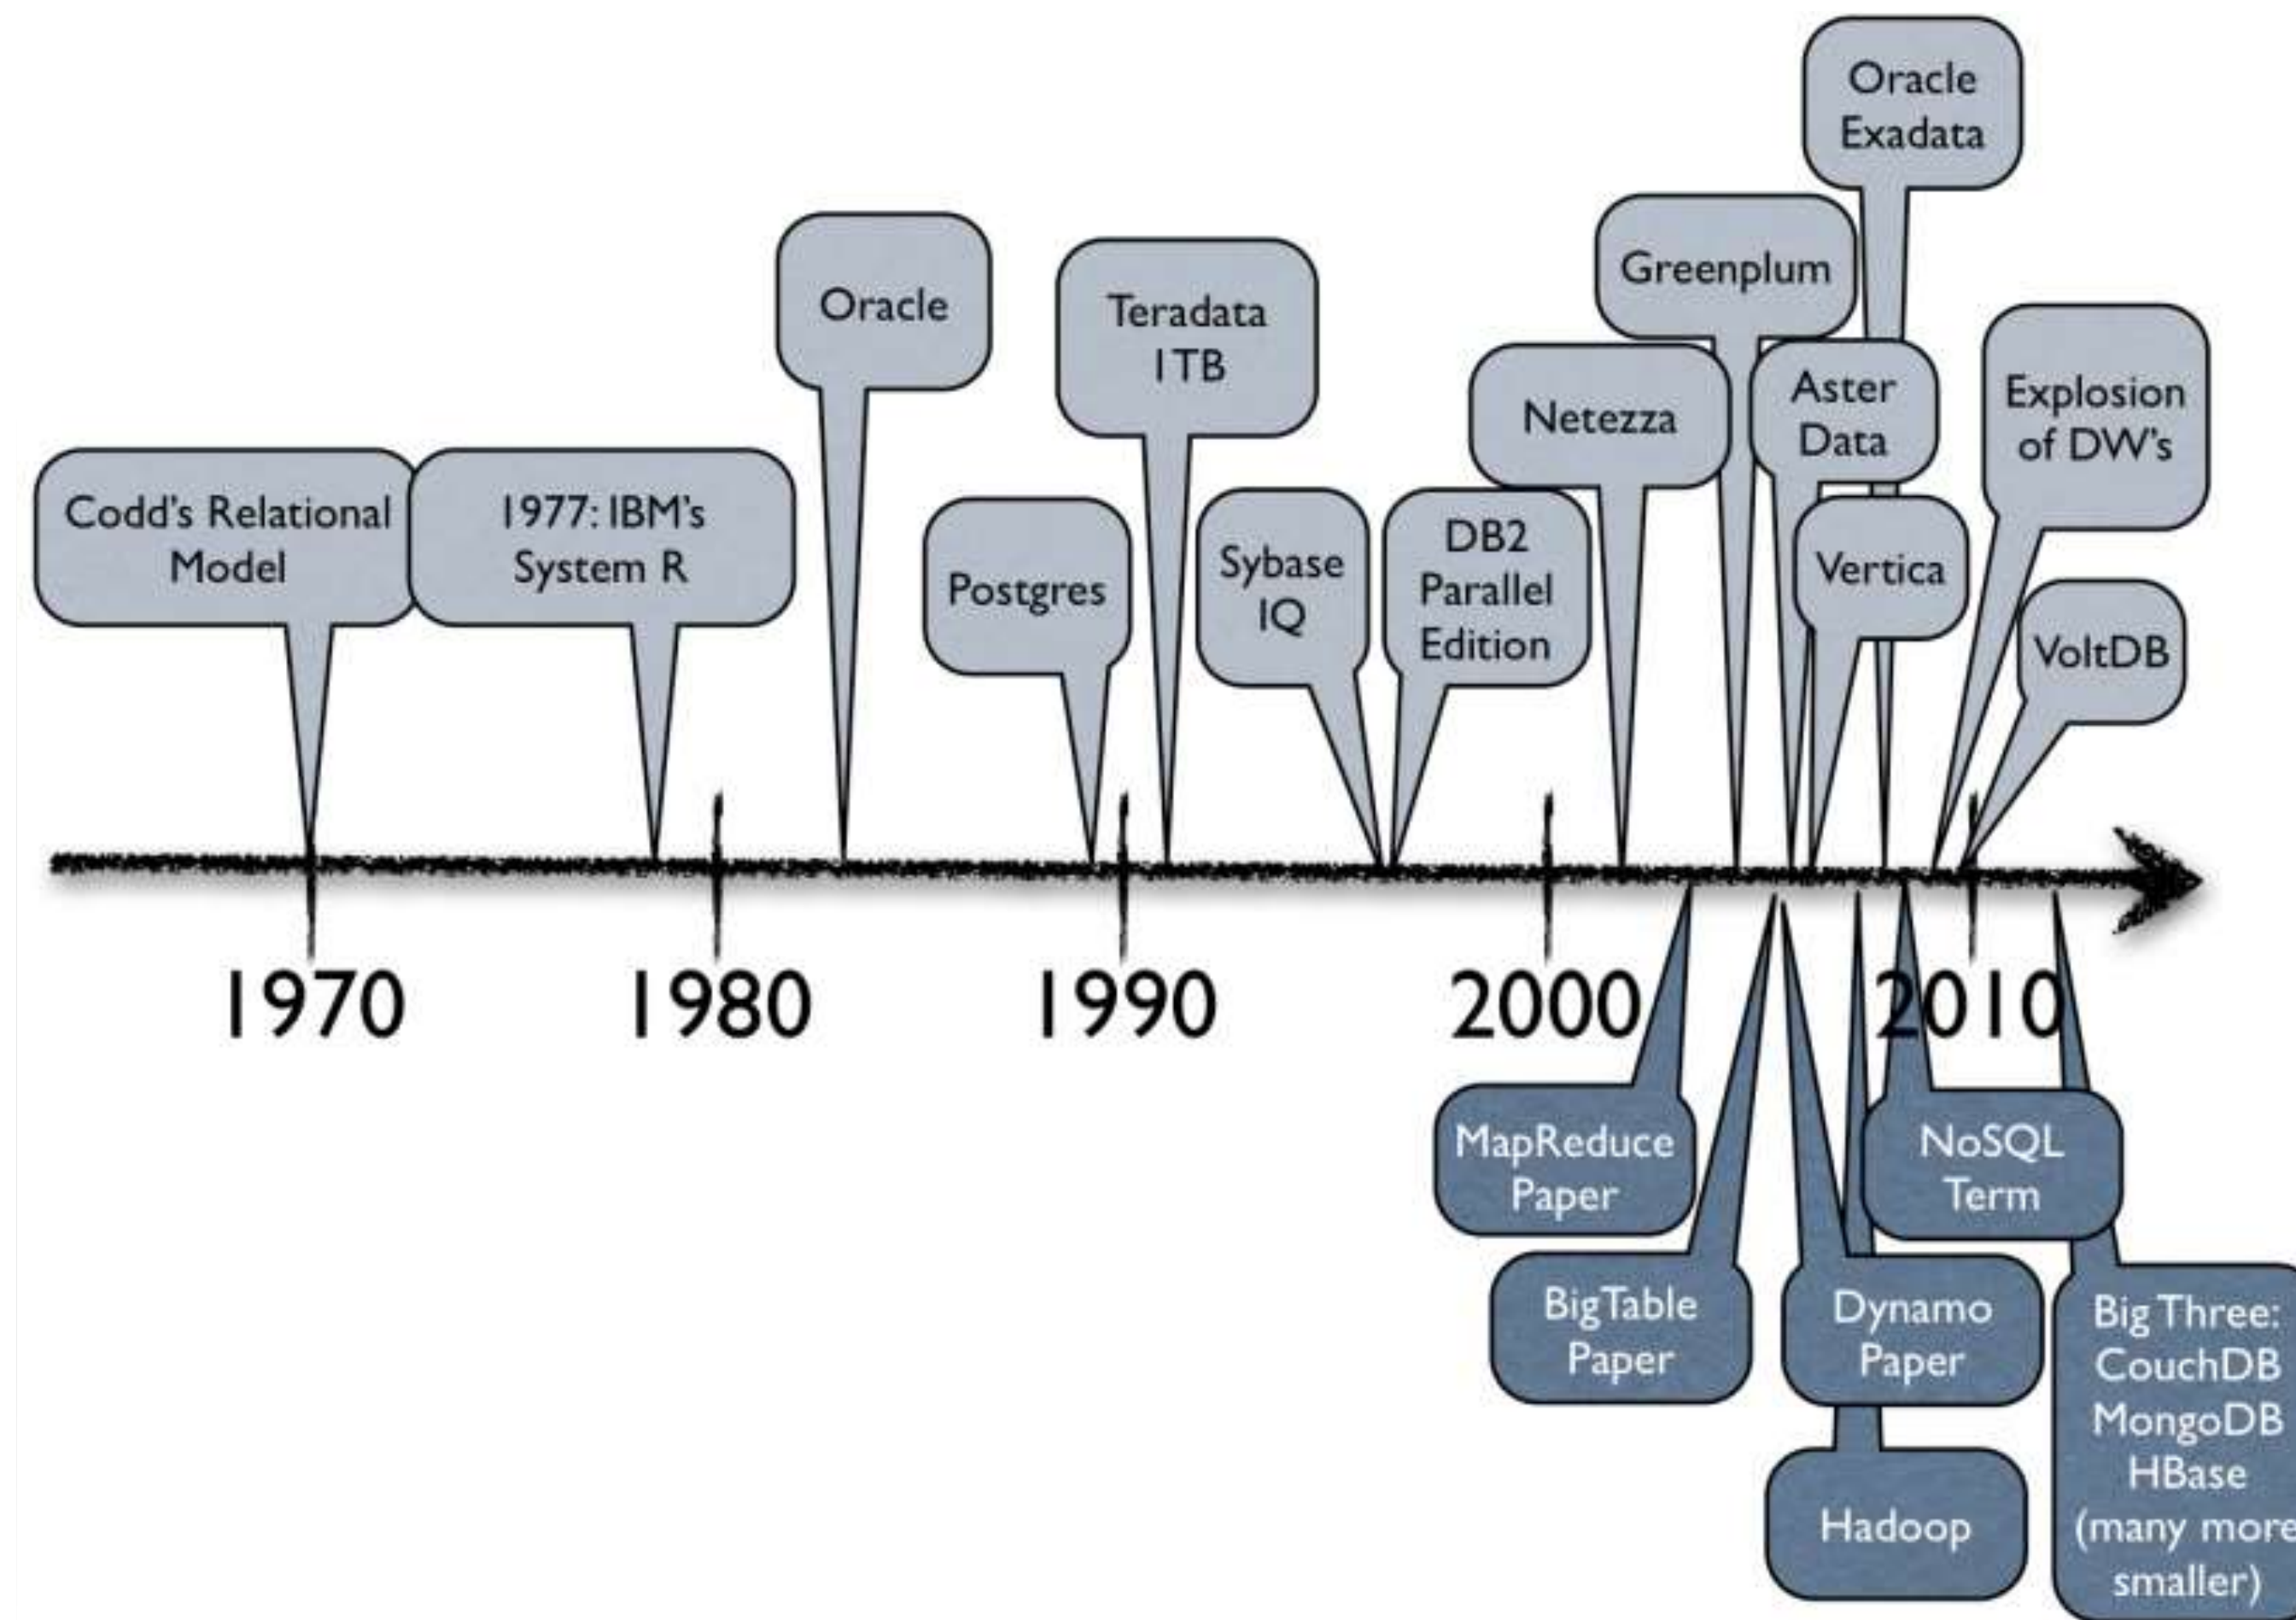 Oracle
Exadata
Greenplum
Oracle
Teradata
1TB
Netezza
Aster
Data
Explosion
of DW's
Codd's Relational
Model
1977: IBM's
System R
Postgres
Sybase
IQ
DB2
Parallel
Edition
Vertica
VoltDB
1970
1980
1990
2000
2010
MapReduce
Paper
NoSQL
Term
BigTable
Paper
Dynamo
Paper
Big Three:
CouchDB
MongoDB
HBase
(many more
smaller)
Hadoop